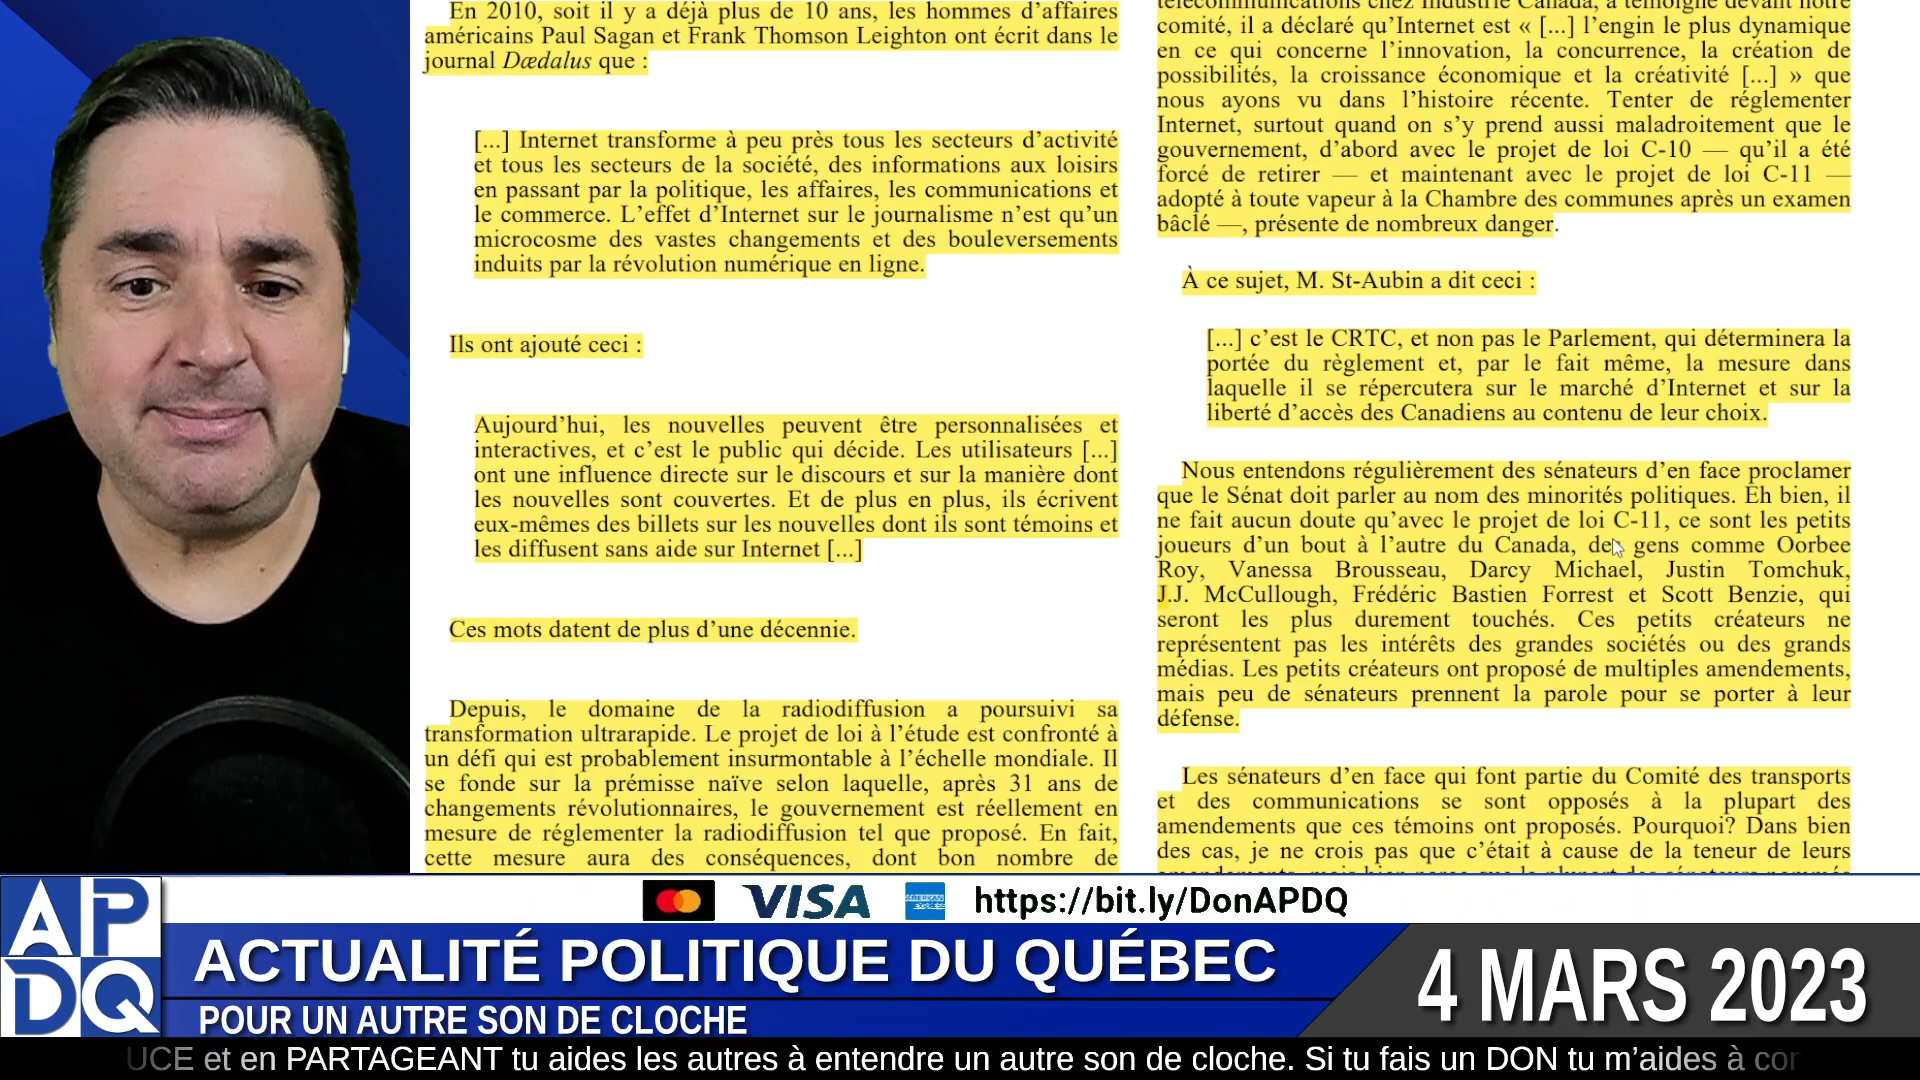 En 2010, soit il y a déjà plus de 10 ans, les hommes d’affaires
américains Paul Sagan et Frank Thomson Leighton ont écrit dans le
journal Dædalus que :
[...] Internet transforme à peu près tous les secteurs d’activité
et tous les secteurs de la société, des informations aux loisirs
en passant par la politique, les affaires, les communications et
le commerce. L’effet d’Internet sur le journalisme n’est qu’un
microcosme des vastes changements et des bouleversements
induits par la révolution numérique en ligne.
Ils ont ajouté ceci :
Aujourd’hui, les nouvelles peuvent être personnalisées et
interactives, et c’est le public qui décide. Les utilisateurs [...]
ont une influence directe sur le discours et sur la manière dont
les nouvelles sont couvertes. Et de plus en plus, ils écrivent
eux-mêmes des billets sur les nouvelles dont ils sont témoins et
les diffusent sans aide sur Internet [...]
Ces mots datent de plus d’une décennie.
Depuis, le domaine de la radiodiffusion a poursuivi sa
transformation ultrarapide. Le projet de loi à l’étude est confronté à
un défi qui est probablement insurmontable à l’échelle mondiale. Il
se fonde sur la prémisse naïve selon laquelle, après 31 ans de
changements révolutionnaires, le gouvernement est réellement en
mesure de réglementer la radiodiffusion tel que proposé. En fait,
cette mesure aura des conséquences, dont bon nombre de
télécommunications chez Industrie Canada, a témoigné devant notre
comité, il a déclaré qu’Internet est « [...] l’engin le plus dynamique
en ce qui concerne l’innovation, la concurrence, la création de
possibilités, la croissance économique et la créativité [...] » que
nous ayons vu dans l’histoire récente. Tenter de réglementer
Internet, surtout quand on s’y prend aussi maladroitement que le
gouvernement, d’abord avec le projet de loi C-10 — qu’il a été
forcé de retirer — et maintenant avec le projet de loi C-11 —
adopté à toute vapeur à la Chambre des communes après un examen
bâclé —, présente de nombreux danger.
À ce sujet, M. St-Aubin a dit ceci :
[...] c’est le CRTC, et non pas le Parlement, qui déterminera la
portée du règlement et, par le fait même, la mesure dans
laquelle il se répercutera sur le marché d’Internet et sur la
liberté d’accès des Canadiens au contenu de leur choix.
Nous entendons régulièrement des sénateurs d’en face proclamer
que le Sénat doit parler au nom des minorités politiques. Eh bien, il
ne fait aucun doute qu’avec le projet de loi C-11, ce sont les petits
joueurs d’un bout à l’autre du Canada, des gens comme Oorbee
Roy, Vanessa Brousseau, Darcy Michael, Justin Tomchuk,
J.J. McCullough, Frédéric Bastien Forrest et Scott Benzie, qui
seront les plus durement touchés. Ces petits créateurs ne
représentent pas les intérêts des grandes sociétés ou des grands
médias. Les petits créateurs ont proposé de multiples amendements,
mais peu de sénateurs prennent la parole pour se porter à leur
défense.
Les sénateurs d’en face qui font partie du Comité des transports
et des communications se sont opposés à la plupart des
amendements que ces témoins ont proposés. Pourquoi? Dans bien
des cas, je ne crois pas que c’était à cause de la teneur de leurs
VISA
https://bit.ly/DonAPDQ
AP
DQ
ACTUALITÉ POLITIQUE DU QUÉBEC
POUR UN AUTRE SON DE CLOCHE
4 MARS 2023
UCE et en PARTAGEANT tu aides les autres à entendre un autre son de cloche. Si tu fais un DON tu m’aides à con